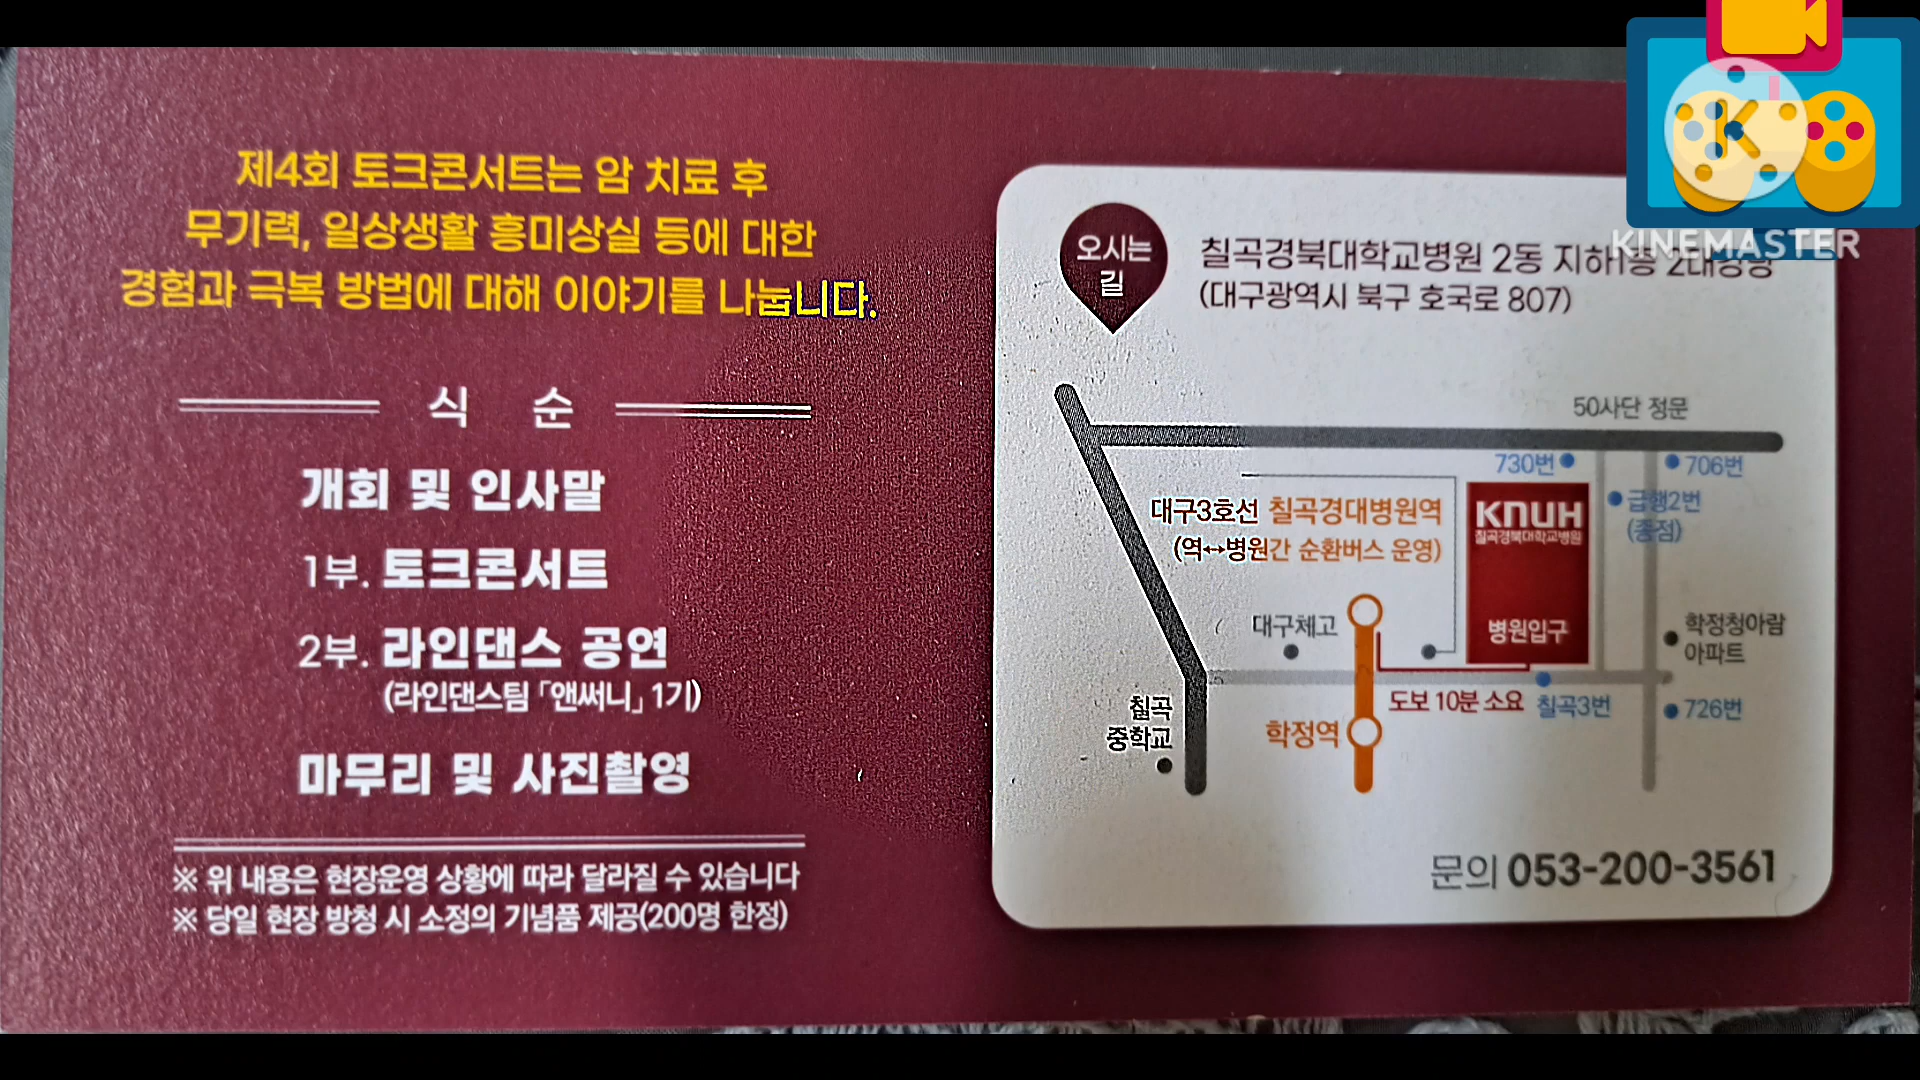 제4회 토크콘서트는 암 치료 후
무기력, 일상생활 흥미상실 등에 대한
경험과 극복 방법에 대해 이야기를 나눕니다.
식 순
개회 및 인사말
1부. 토크콘서트
2부. 라인댄스 공연
(라인댄스팀 「앤써니」 1기)
마무리 및 사진촬영
※ 위 내용은 현장운영 상황에 따라 달라질 수 있습니다
※ 당일 현장 방청 시 소정의 기념품 제공(200명 한정)
오시는
길
칠곡경북대학교병원 2동 지하1층 2대강당
(대구광역시 북구 호국로 807)
50사단 정문
730번
706번
급행2번
(종점)
대구3호선 칠곡경대병원역
(역↔병원간 순환버스 운영)
KNUH
칠곡경북대학교병원
병원입구
대구체고
학정청아람
아파트
도보 10분 소요
칠곡3번
726번
칠곡
중학교
학정역
문의 053-200-3561
K
KINEMASTER